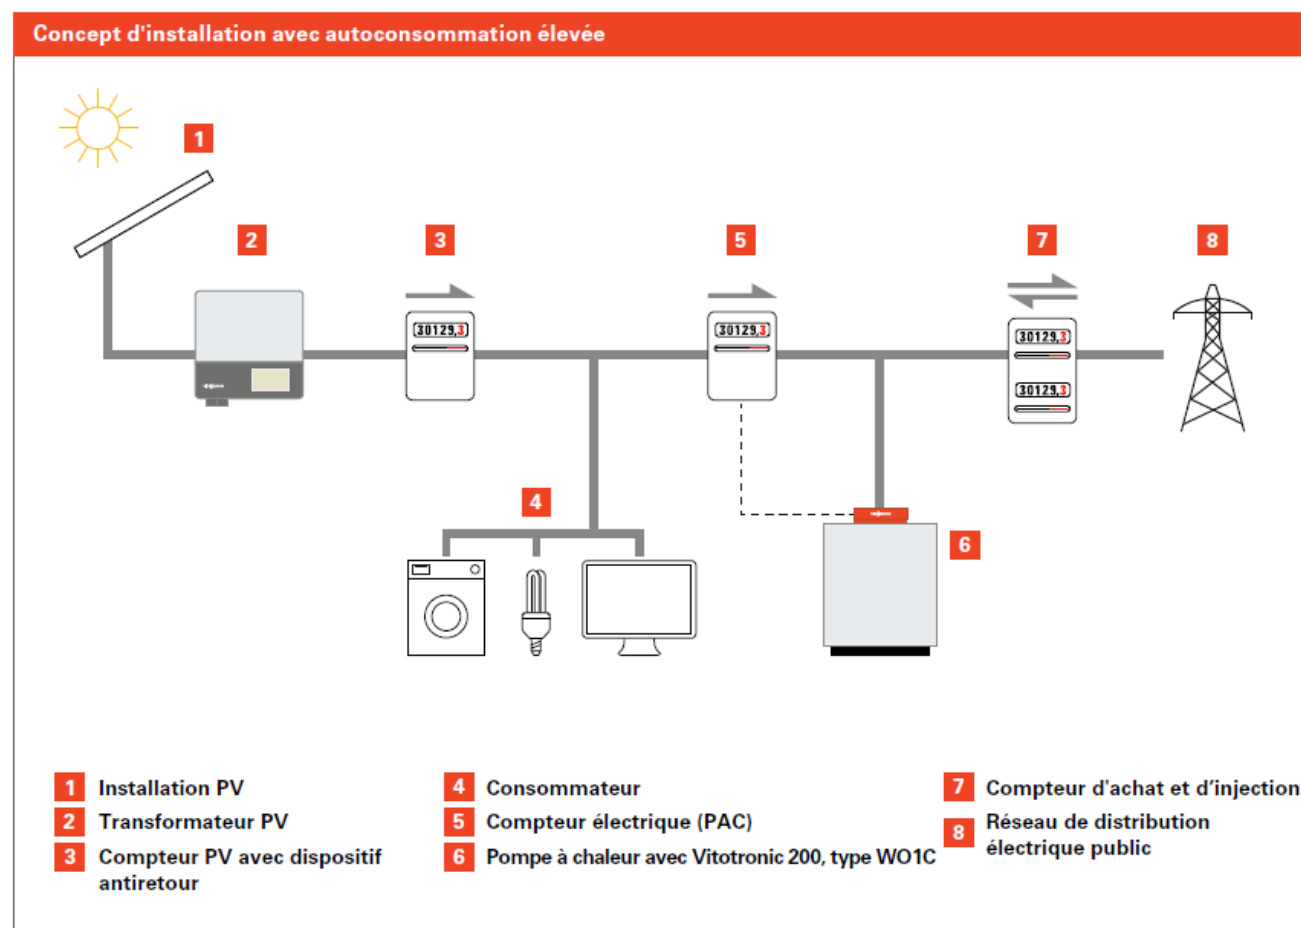 Concept d'installation avec autoconsommation élevée
1
2
3
5
7
8
30129,3
30129,3
30129,3
30129,3
4
6
1 Installation PV
2 Transformateur PV
3 Compteur PV avec dispositif
antiretour
4 Consommateur
5 Compteur électrique (PAC)
6 Pompe à chaleur avec Vitotronic 200, type WO1C
7 Compteur d'achat et d’injection
8 Réseau de distribution
électrique public